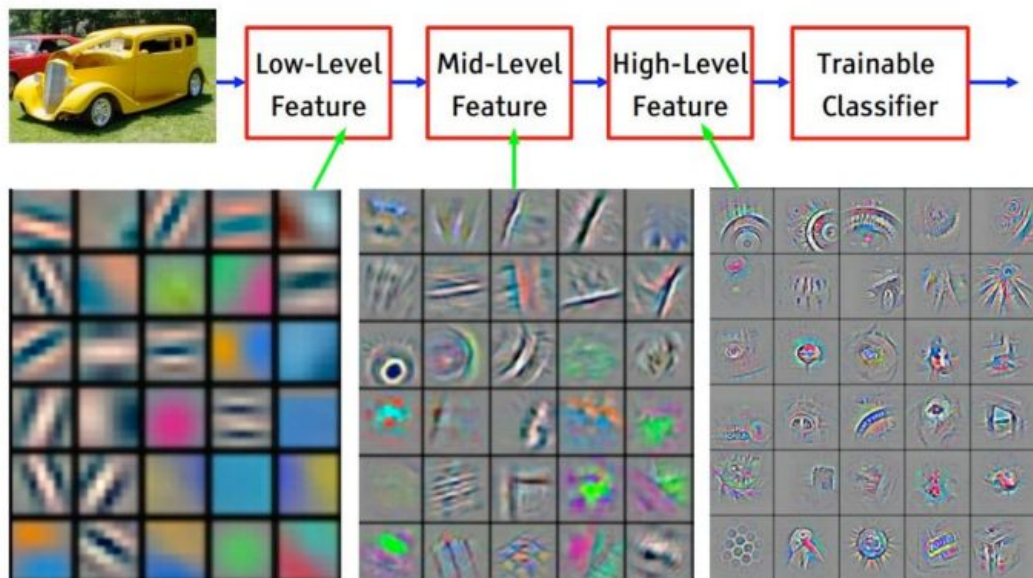 Low-Level
Feature
Mid-Level
Feature
High-Level
Feature
Trainable
Classifier